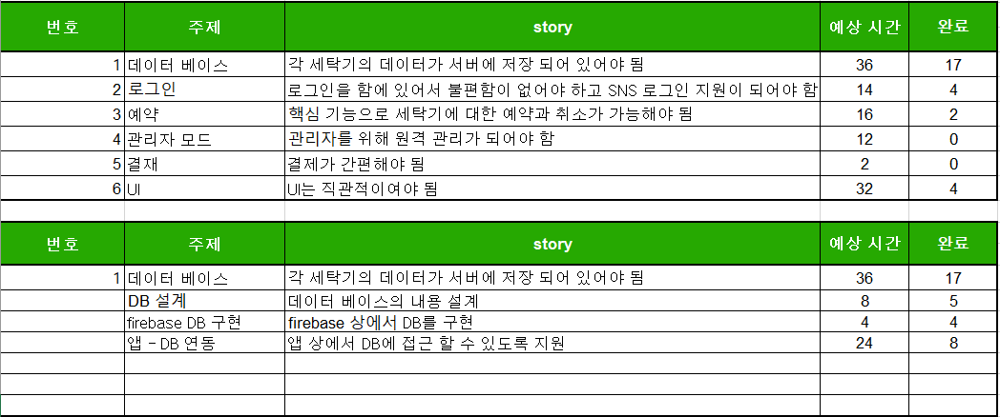 번호 주제 story 예상 시간 완료
1 데이터 베이스 각 세탁기의 데이터가 서버에 저장 되어 있어야 됨 36 17
2 로그인 로그인을 함에 있어서 불편함이 없어야 하고 SNS 로그인 지원이 되어야 함 14 4
3 예약 핵심 기능으로 세탁기에 대한 예약과 취소가 가능해야 됨 16 2
4 관리자 모드 관리자를 위해 원격 관리가 되어야 함 12 0
5 결재 결제가 간편해야 됨 2 0
6 UI UI는 직관적이여야 됨 32 4
번호 주제 story 예상 시간 완료
1 데이터 베이스 각 세탁기의 데이터가 서버에 저장 되어 있어야 됨 36 17
DB 설계 데이터 베이스의 내용 설계 8 5
firebase DB 구현 firebase 상에서 DB를 구현 4 4
앱 - DB 연동 앱 상에서 DB에 접근 할 수 있도록 지원 24 8